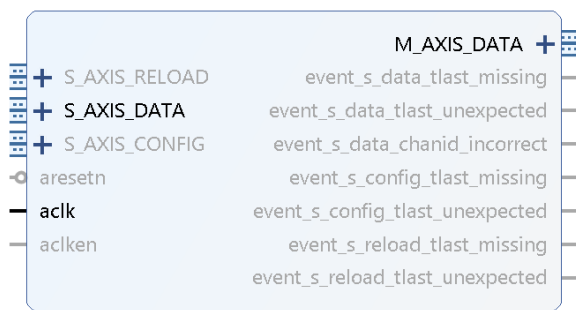 M_AXIS_DATA
S_AXIS_RELOAD event_s_data_tlast_missing
S_AXIS_DATA event_s_data_tlast_unexpected
S_AXIS_CONFIG event_s_data_chanid_incorrect
aresetn event_s_config_tlast_missing
aclk event_s_config_tlast_unexpected
aclken event_s_reload_tlast_missing
event_s_reload_tlast_unexpected